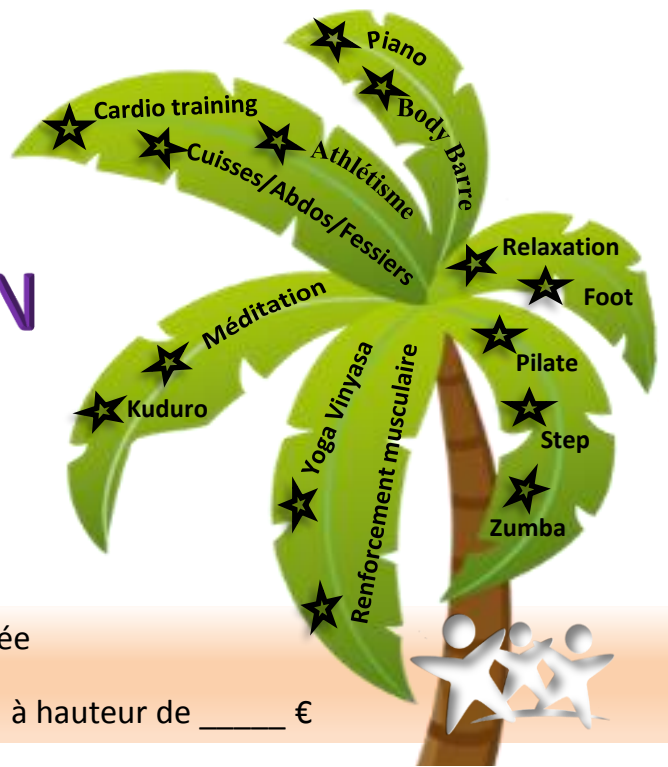 Piano
Body Barre
Cardio training
Cuisses/Abdos/Fessiers
Athlétisme
Relaxation
Foot
N
Méditation
Kuduro
Pilate
Step
Zumba
Yoga Vinyasa
Renforcement musculaire
ée
à hauteur de _____ €